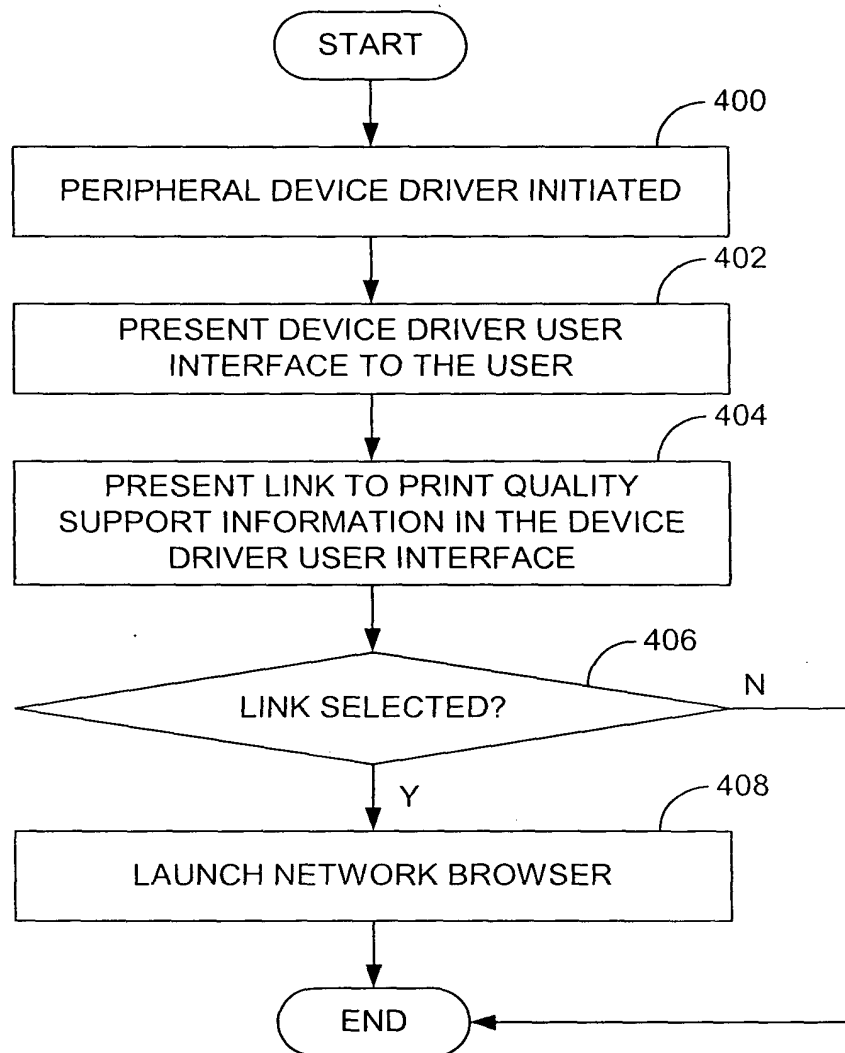 START
400
PERIPHERAL DEVICE DRIVER INITIATED
402
PRESENT DEVICE DRIVER USER
INTERFACE TO THE USER
404
PRESENT LINK TO PRINT QUALITY
SUPPORT INFORMATION IN THE DEVICE
DRIVER USER INTERFACE
406
LINK SELECTED?
N
Y
408
LAUNCH NETWORK BROWSER
END